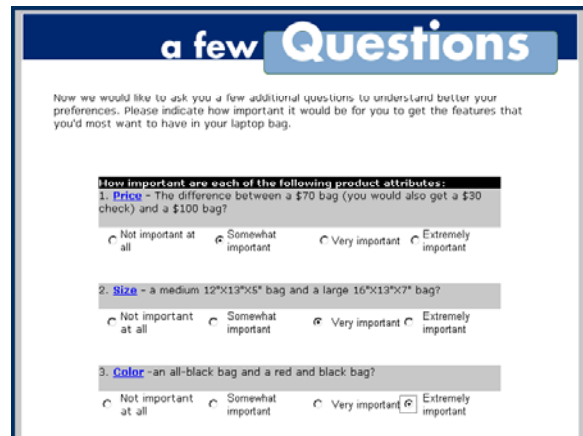 a few Questions
Now we would like to ask you a few additional questions to understand better your
preferences. Please indicate how important it would be for you to get the features that
you'd most want to have in your laptop bag.
How important are each of the following product attributes:
1. Price - The difference between a $70 bag (you would also get a $30
check) and a $100 bag?
Not important at all Somewhat important Very important Extremely important
2. Size - a medium 12"X13"X5" bag and a large 16"X13"X7" bag?
Not important at all Somewhat important Very important Extremely important
3. Color -an all-black bag and a red and black bag?
Not important at all Somewhat important Very important Extremely important